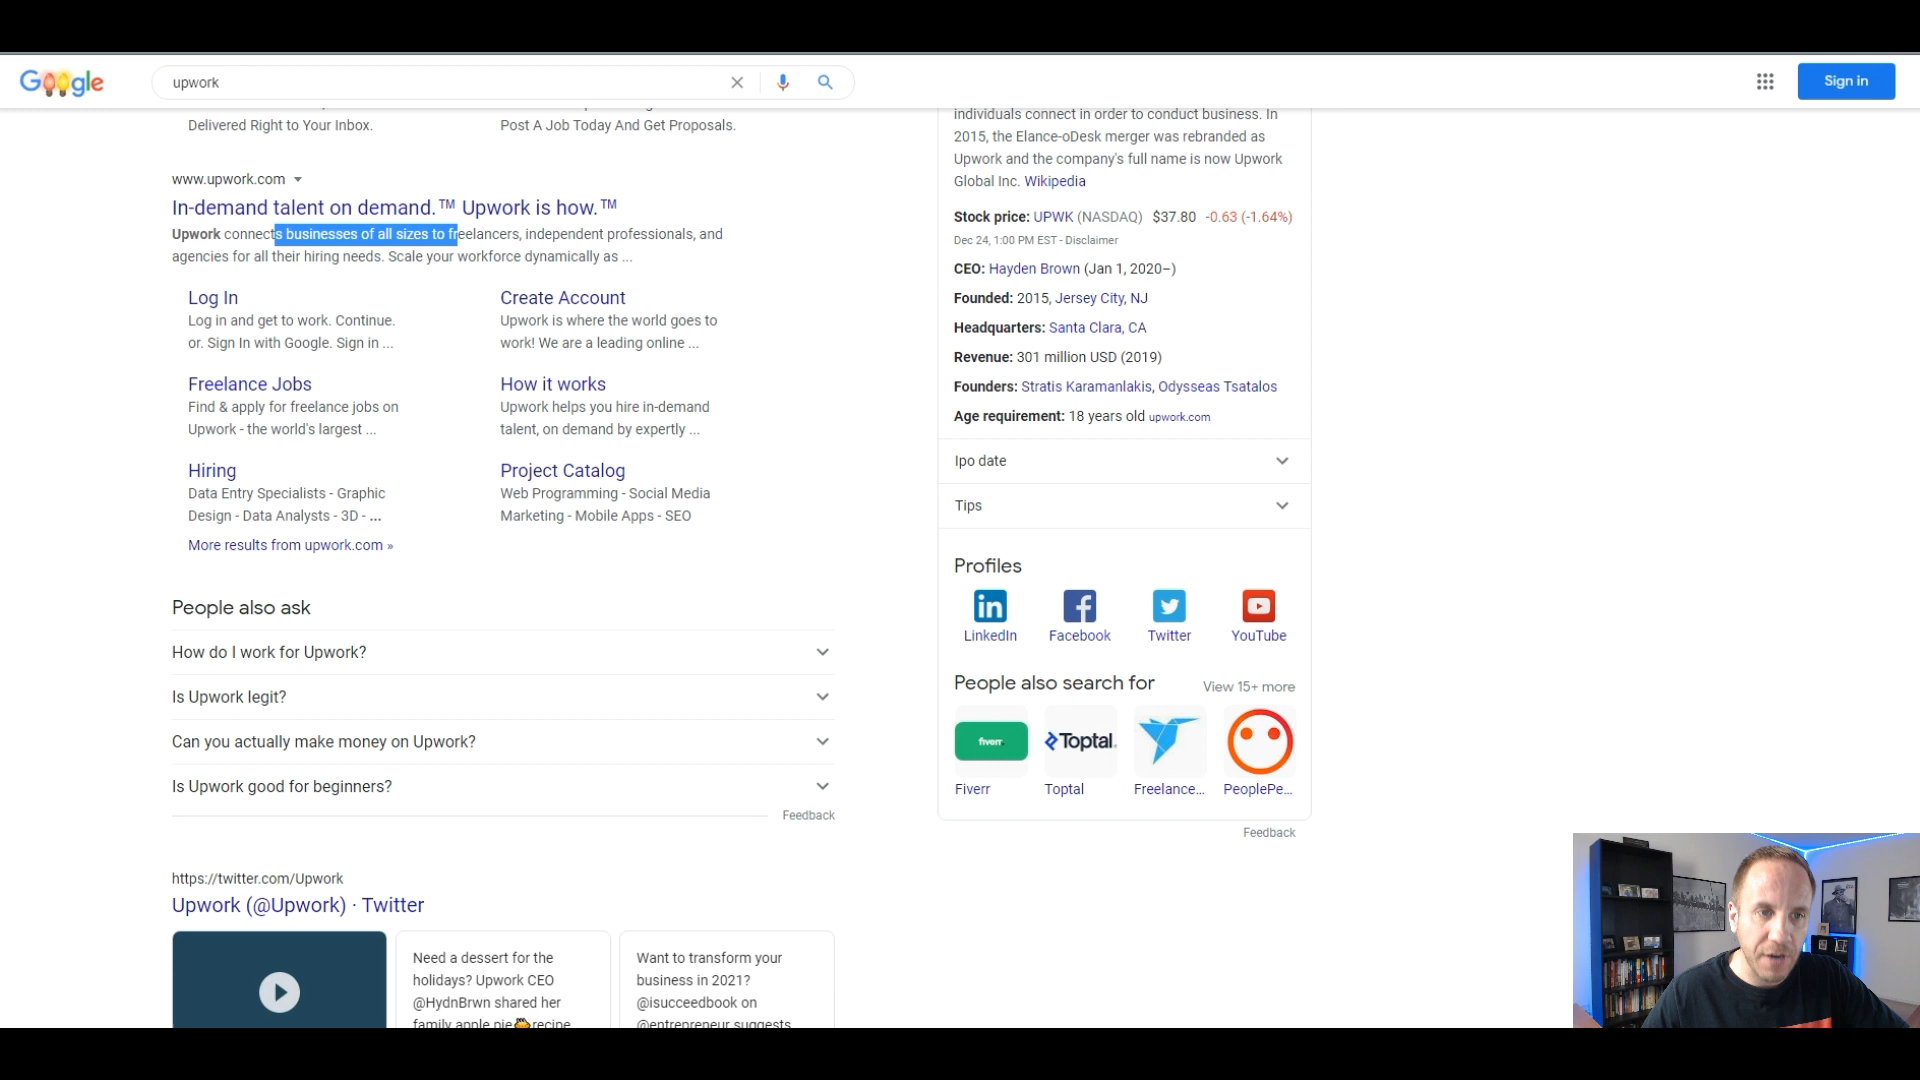 Google
upwork
Sign in
Delivered Right to Your Inbox.
Post A Job Today And Get Proposals.
www.upwork.com
In-demand talent on demand.™ Upwork is how.™
Upwork connects businesses of all sizes to freelancers, independent professionals, and
agencies for all their hiring needs. Scale your workforce dynamically as ...
Log In
Log in and get to work. Continue.
or. Sign In with Google. Sign in ...
Create Account
Upwork is where the world goes to
work! We are a leading online ...
Freelance Jobs
Find & apply for freelance jobs on
Upwork - the world's largest ...
How it works
Upwork helps you hire in-demand
talent, on demand by expertly ...
Hiring
Data Entry Specialists - Graphic
Design - Data Analysts - 3D - ...
Project Catalog
Web Programming - Social Media
Marketing - Mobile Apps - SEO
More results from upwork.com »
People also ask
How do I work for Upwork?
Is Upwork legit?
Can you actually make money on Upwork?
Is Upwork good for beginners?
Feedback
https://twitter.com/Upwork
Upwork (@Upwork) · Twitter
Need a dessert for the
holidays? Upwork CEO
@HydnBrwn shared her
family apple pie recipe
Want to transform your
business in 2021?
@isucceedbook on
@entrepreneur suggests
individuals connect in order to conduct business. In
2015, the Elance-oDesk merger was rebranded as
Upwork and the company's full name is now Upwork
Global Inc. Wikipedia
Stock price: UPWK (NASDAQ) $37.80 -0.63 (-1.64%)
Dec 24, 1:00 PM EST - Disclaimer
CEO: Hayden Brown (Jan 1, 2020–)
Founded: 2015, Jersey City, NJ
Headquarters: Santa Clara, CA
Revenue: 301 million USD (2019)
Founders: Stratis Karamanlakis, Odysseas Tsatalos
Age requirement: 18 years old upwork.com
Ipo date
Tips
Profiles
LinkedIn
Facebook
Twitter
YouTube
People also search for
View 15+ more
fiverr.
Toptal.
Fiverr
Toptal
Freelance...
PeoplePe...
Feedback